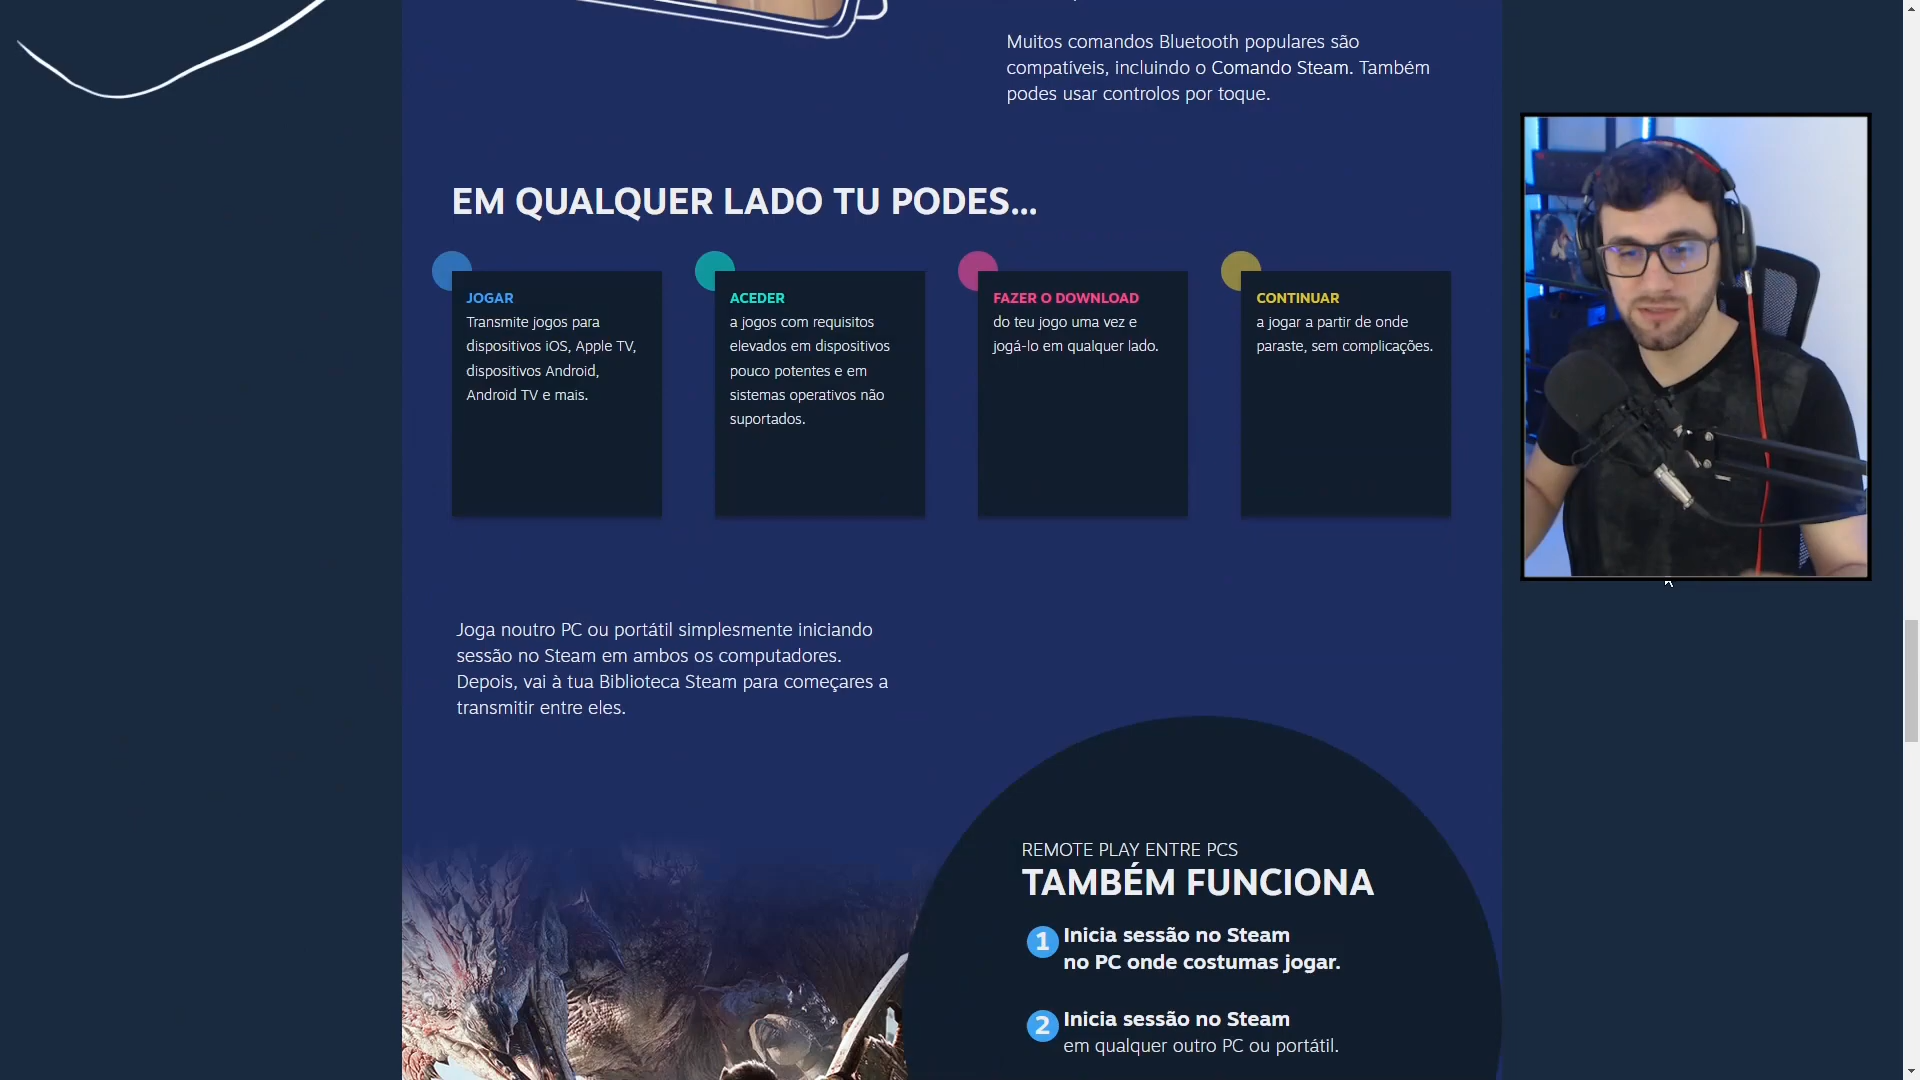 Muitos comandos Bluetooth populares são
compatíveis, incluindo o Comando Steam. Também
podes usar controlos por toque.
EM QUALQUER LADO TU PODES...
JOGAR
Transmite jogos para
dispositivos iOS, Apple TV,
dispositivos Android,
Android TV e mais.
ACEDER
a jogos com requisitos
elevados em dispositivos
pouco potentes e em
sistemas operativos não
suportados.
FAZER O DOWNLOAD
do teu jogo uma vez e
jogá-lo em qualquer lado.
CONTINUAR
a jogar a partir de onde
paraste, sem complicações.
Joga noutro PC ou portátil simplesmente iniciando
sessão no Steam em ambos os computadores.
Depois, vai à tua Biblioteca Steam para começares a
transmitir entre eles.
REMOTE PLAY ENTRE PCS
TAMBÉM FUNCIONA
1 Inicia sessão no Steam
no PC onde costumas jogar.
2 Inicia sessão no Steam
em qualquer outro PC ou portátil.